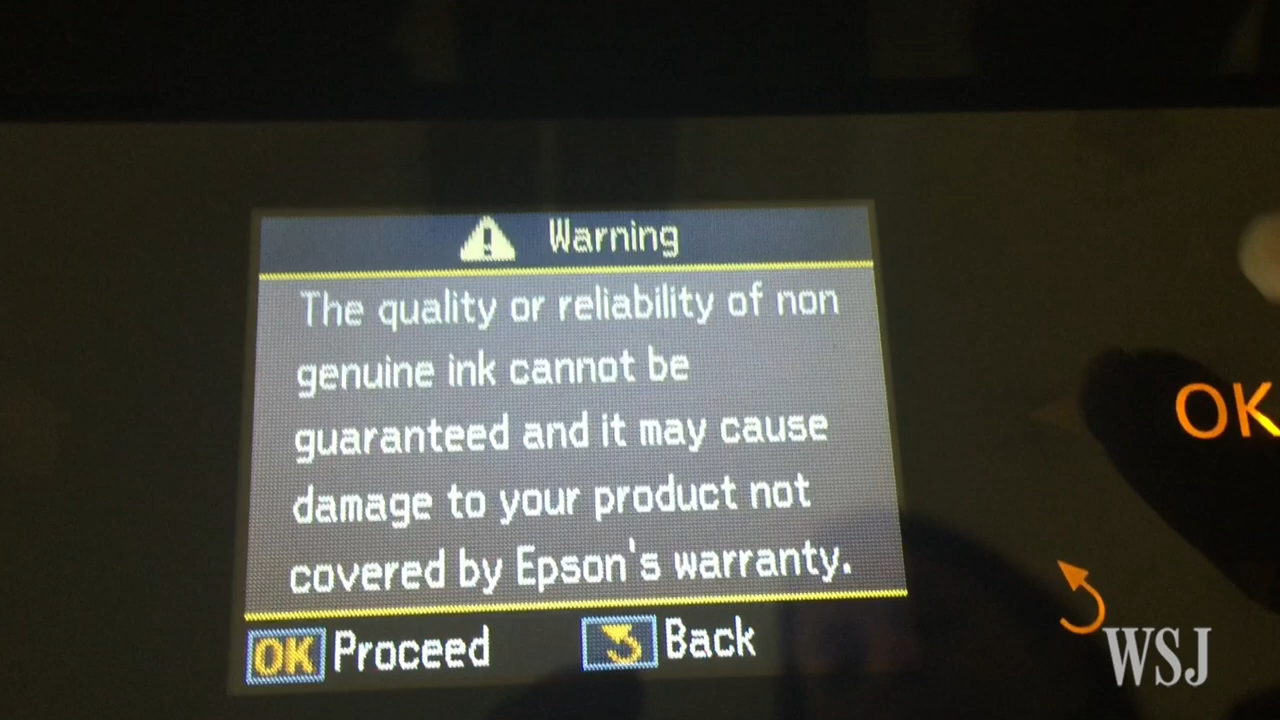 Warning
The quality or reliability of non
genuine ink cannot be
guaranteed and it may cause
damage to your product not
covered by Epson's warranty.
OK Proceed Back
OK
WSJ